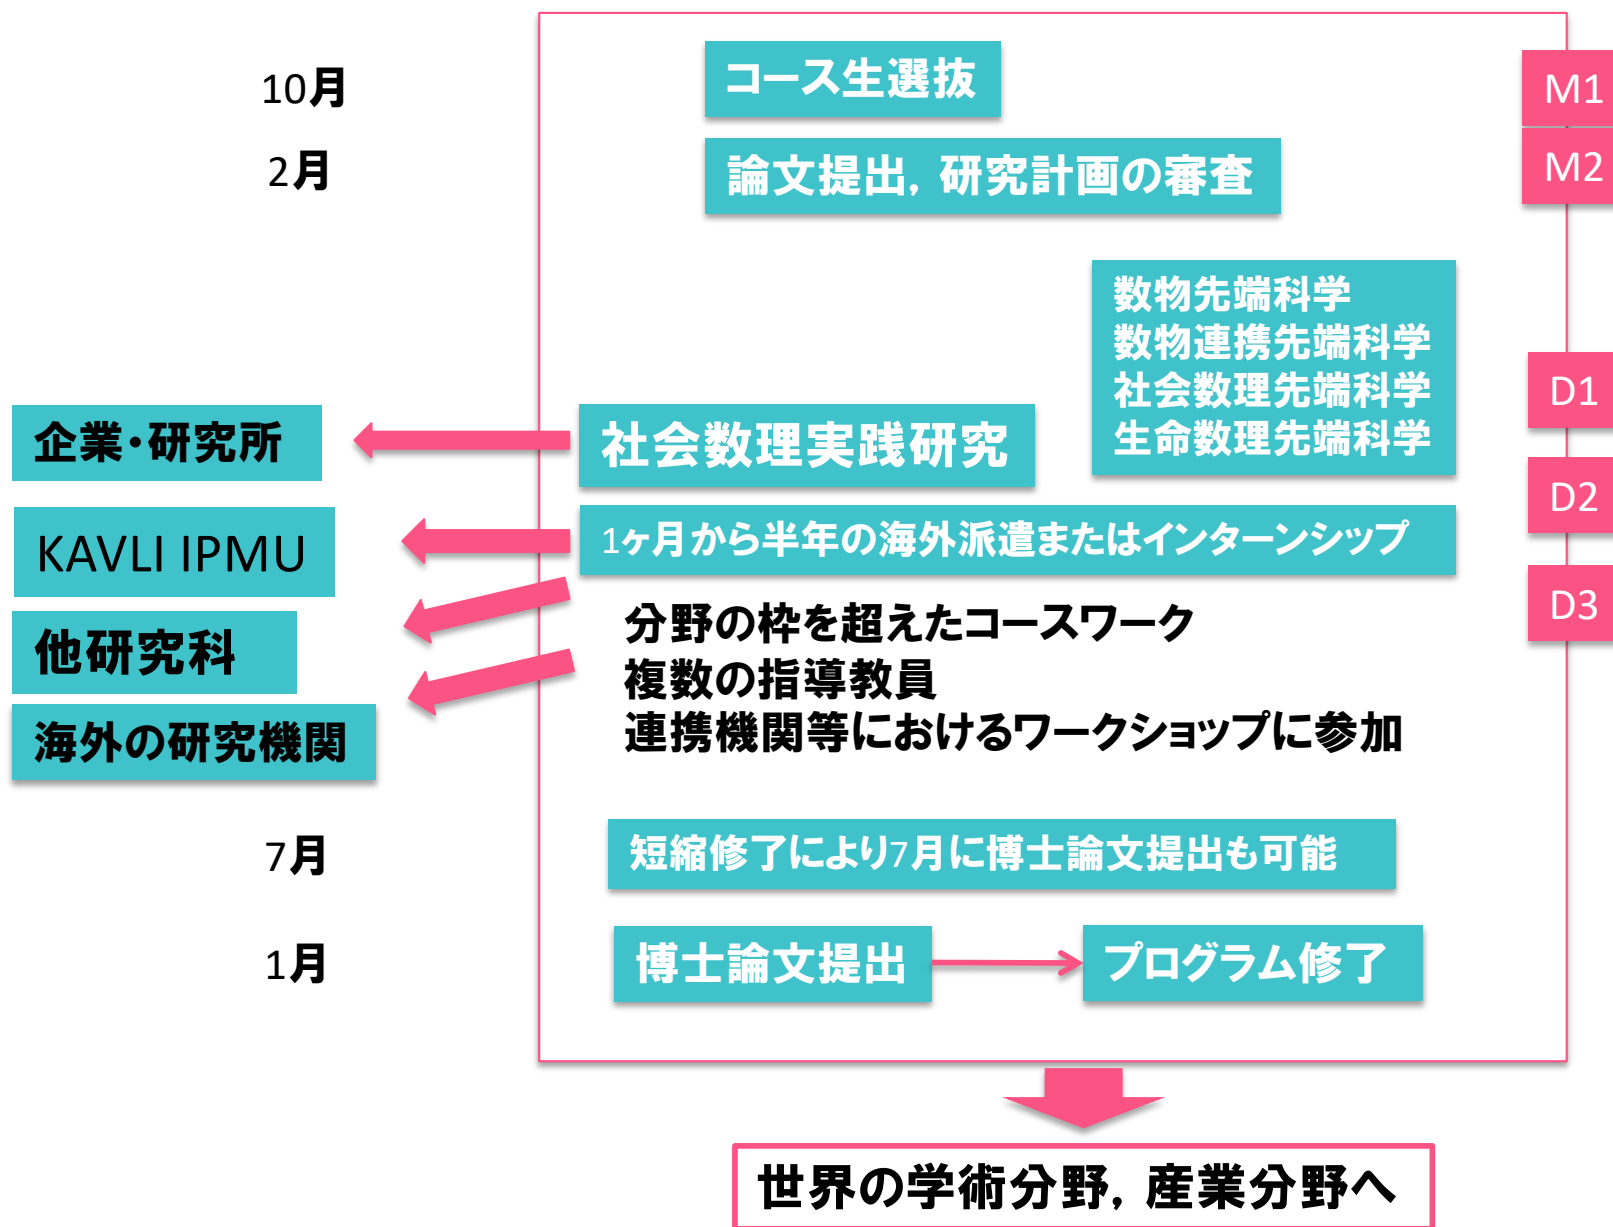 10月
コース生選抜
M1
2月
論文提出，研究計画の審査
M2
数物先端科学
数物連携先端科学
社会数理先端科学
生命数理先端科学
D1
企業・研究所
社会数理実践研究
D2
KAVLI IPMU
1ヶ月から半年の海外派遣またはインターンシップ
D3
他研究科
分野の枠を超えたコースワーク
複数の指導教員
海外の研究機関
連携機関等におけるワークショップに参加
7月
短縮修了により7月に博士論文提出も可能
1月
博士論文提出
プログラム修了
世界の学術分野，産業分野へ